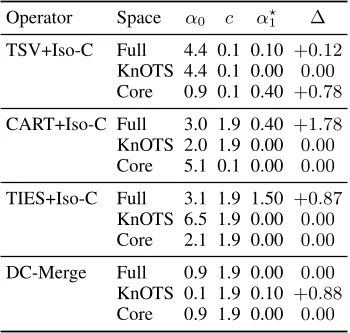 Operator Space α₀ c α₁⋆ Δ
TSV+Iso-C Full 4.4 0.1 0.10 +0.12
KnOTS 4.4 0.1 0.00 0.00
Core 0.9 0.1 0.40 +0.78
CART+Iso-C Full 3.0 1.9 0.40 +1.78
KnOTS 2.0 1.9 0.00 0.00
Core 5.1 0.1 0.00 0.00
TIES+Iso-C Full 3.1 1.9 1.50 +0.87
KnOTS 6.5 1.9 0.00 0.00
Core 2.1 1.9 0.00 0.00
DC-Merge Full 0.9 1.9 0.00 0.00
KnOTS 0.1 1.9 0.10 +0.88
Core 0.9 1.9 0.00 0.00